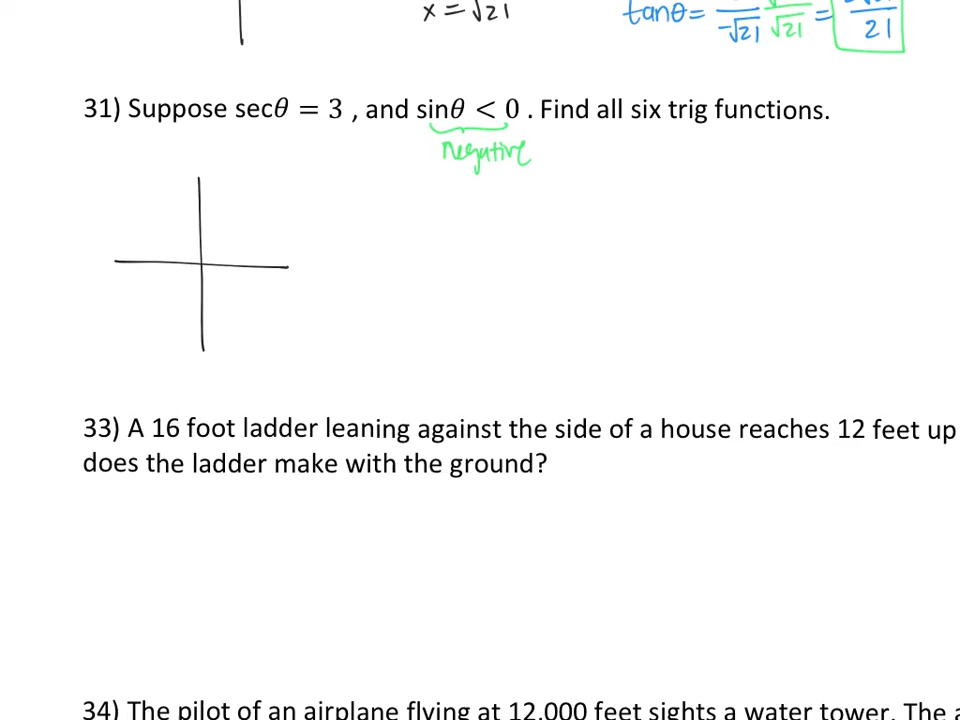 x = √21
tanθ = -√21 √21 = 21
31) Suppose secθ = 3 , and sinθ < 0 . Find all six trig functions.
negative
33) A 16 foot ladder leaning against the side of a house reaches 12 feet up
does the ladder make with the ground?
34) The pilot of an airplane flying at 12,000 feet sights a water tower. The